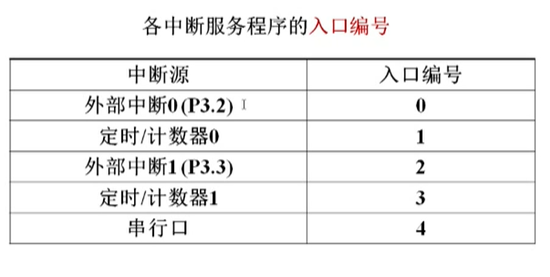 各中断服务程序的入口编号
中断源 入口编号
外部中断0 (P3.2) 0
定时/计数器0 1
外部中断1 (P3.3) 2
定时/计数器1 3
串行口 4